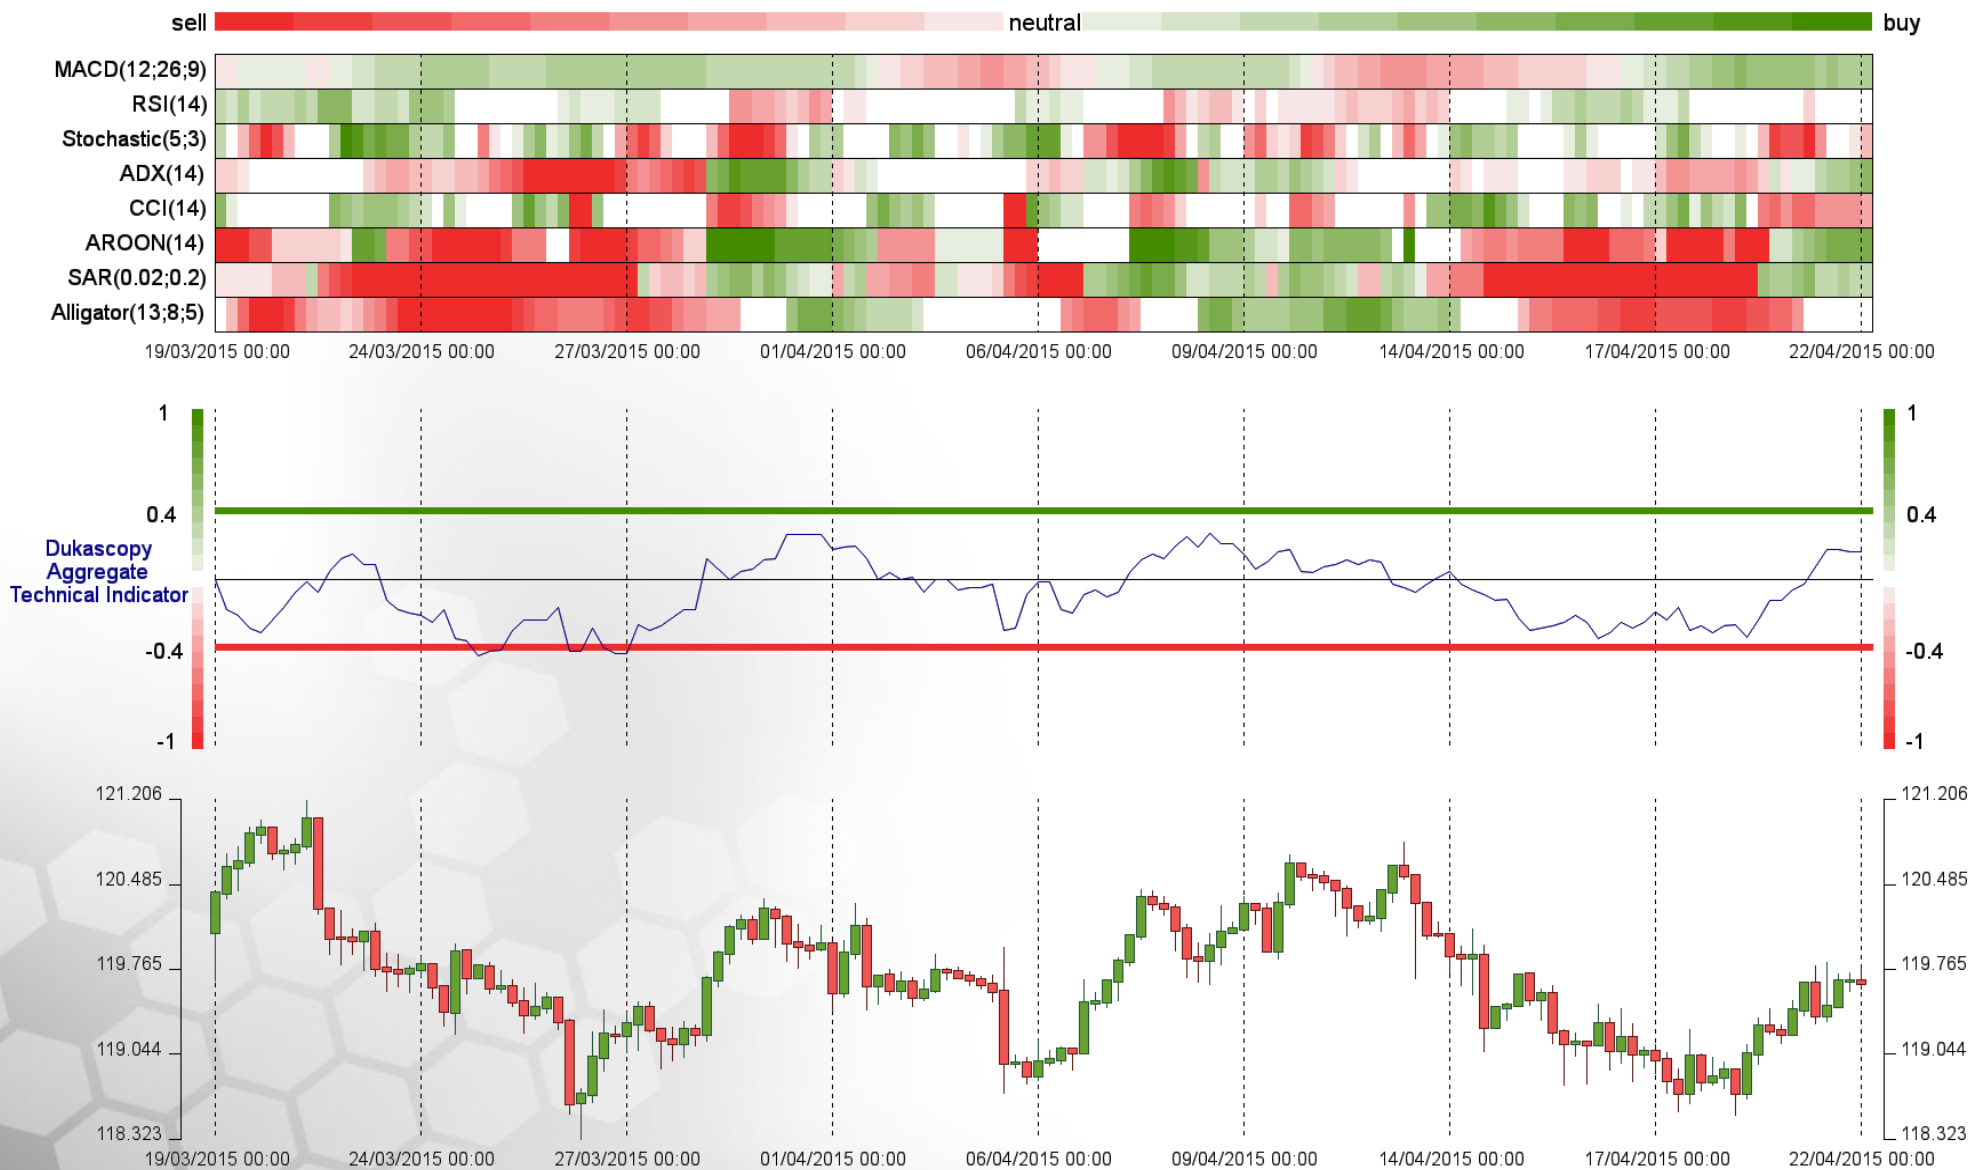 sell neutral buy
MACD(12;26;9)
RSI(14)
Stochastic(5;3)
ADX(14)
CCI(14)
AROON(14)
SAR(0.02;0.2)
Alligator(13;8;5)
19/03/2015 00:00 24/03/2015 00:00 27/03/2015 00:00 01/04/2015 00:00 06/04/2015 00:00 09/04/2015 00:00 14/04/2015 00:00 17/04/2015 00:00 22/04/2015 00:00
1 1
0.4 0.4
Dukascopy
Aggregate
Technical Indicator
-0.4 -0.4
-1 -1
121.206 121.206
120.485 120.485
119.765 119.765
119.044 119.044
118.323 118.323
19/03/2015 00:00 24/03/2015 00:00 27/03/2015 00:00 01/04/2015 00:00 06/04/2015 00:00 09/04/2015 00:00 14/04/2015 00:00 17/04/2015 00:00 22/04/2015 00:00